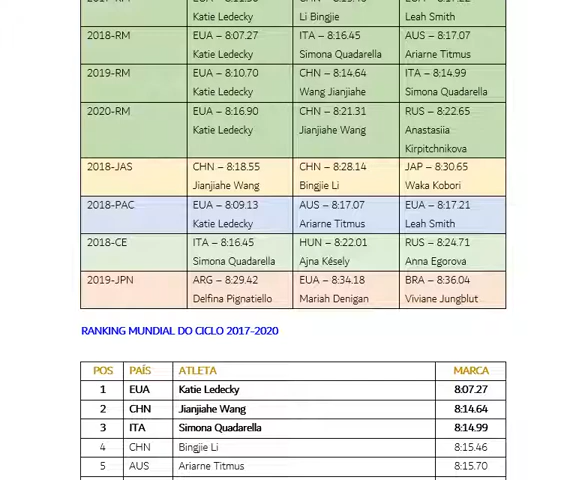 Katie Ledecky Li Bingjie Leah Smith
2018-RM EUA – 8:07.27 ITA – 8:16.45 AUS – 8:17.07
Katie Ledecky Simona Quadarella Ariarne Titmus
2019-RM EUA – 8:10.70 CHN – 8:14.64 ITA – 8:14.99
Katie Ledecky Wang Jianjiahe Simona Quadarella
2020-RM EUA – 8:16.90 CHN – 8:21.31 RUS – 8:22.65
Katie Ledecky Jianjiahe Wang Anastasiia
Kirpitchnikova
2018-JAS CHN – 8:18.55 CHN – 8:28.14 JAP – 8:30.65
Jianjiahe Wang Bingjie Li Waka Kobori
2018-PAC EUA – 8:09.13 AUS – 8:17.07 EUA – 8:17.21
Katie Ledecky Ariarne Titmus Leah Smith
2018-CE ITA – 8:16.45 HUN – 8:22.01 RUS – 8:24.71
Simona Quadarella Ajna Késely Anna Egorova
2019-JPN ARG – 8:29.42 EUA – 8:34.18 BRA – 8:36.04
Delfina Pignatiello Mariah Denigan Viviane Jungblut
RANKING MUNDIAL DO CICLO 2017-2020
POS PAÍS ATLETA MARCA
1 EUA Katie Ledecky 8:07.27
2 CHN Jianjiahe Wang 8:14.64
3 ITA Simona Quadarella 8:14.99
4 CHN Bingjie Li 8:15.46
5 AUS Ariarne Titmus 8:15.70